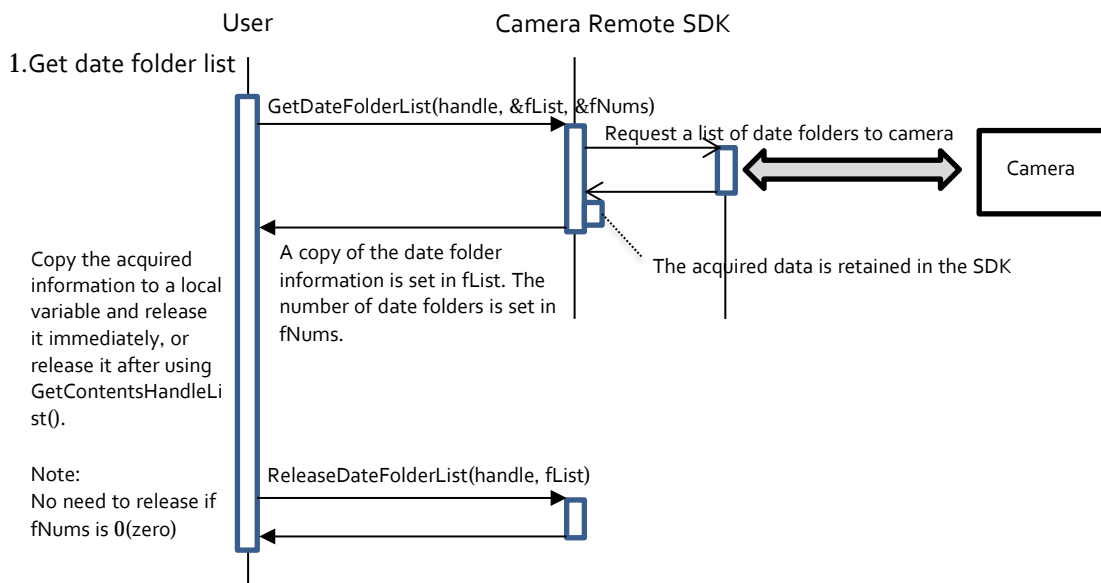 User
Camera Remote SDK
1.Get date folder list
GetDateFolderList(handle, &fList, &fNums)
Request a list of date folders to camera
Camera
A copy of the date folder
information is set in fList. The
number of date folders is set in
fNums.
The acquired data is retained in the SDK
Copy the acquired
information to a local
variable and release
it immediately, or
release it after using
GetContentsHandleLi
st().
Note:
No need to release if
fNums is 0(zero)
ReleaseDateFolderList(handle, fList)